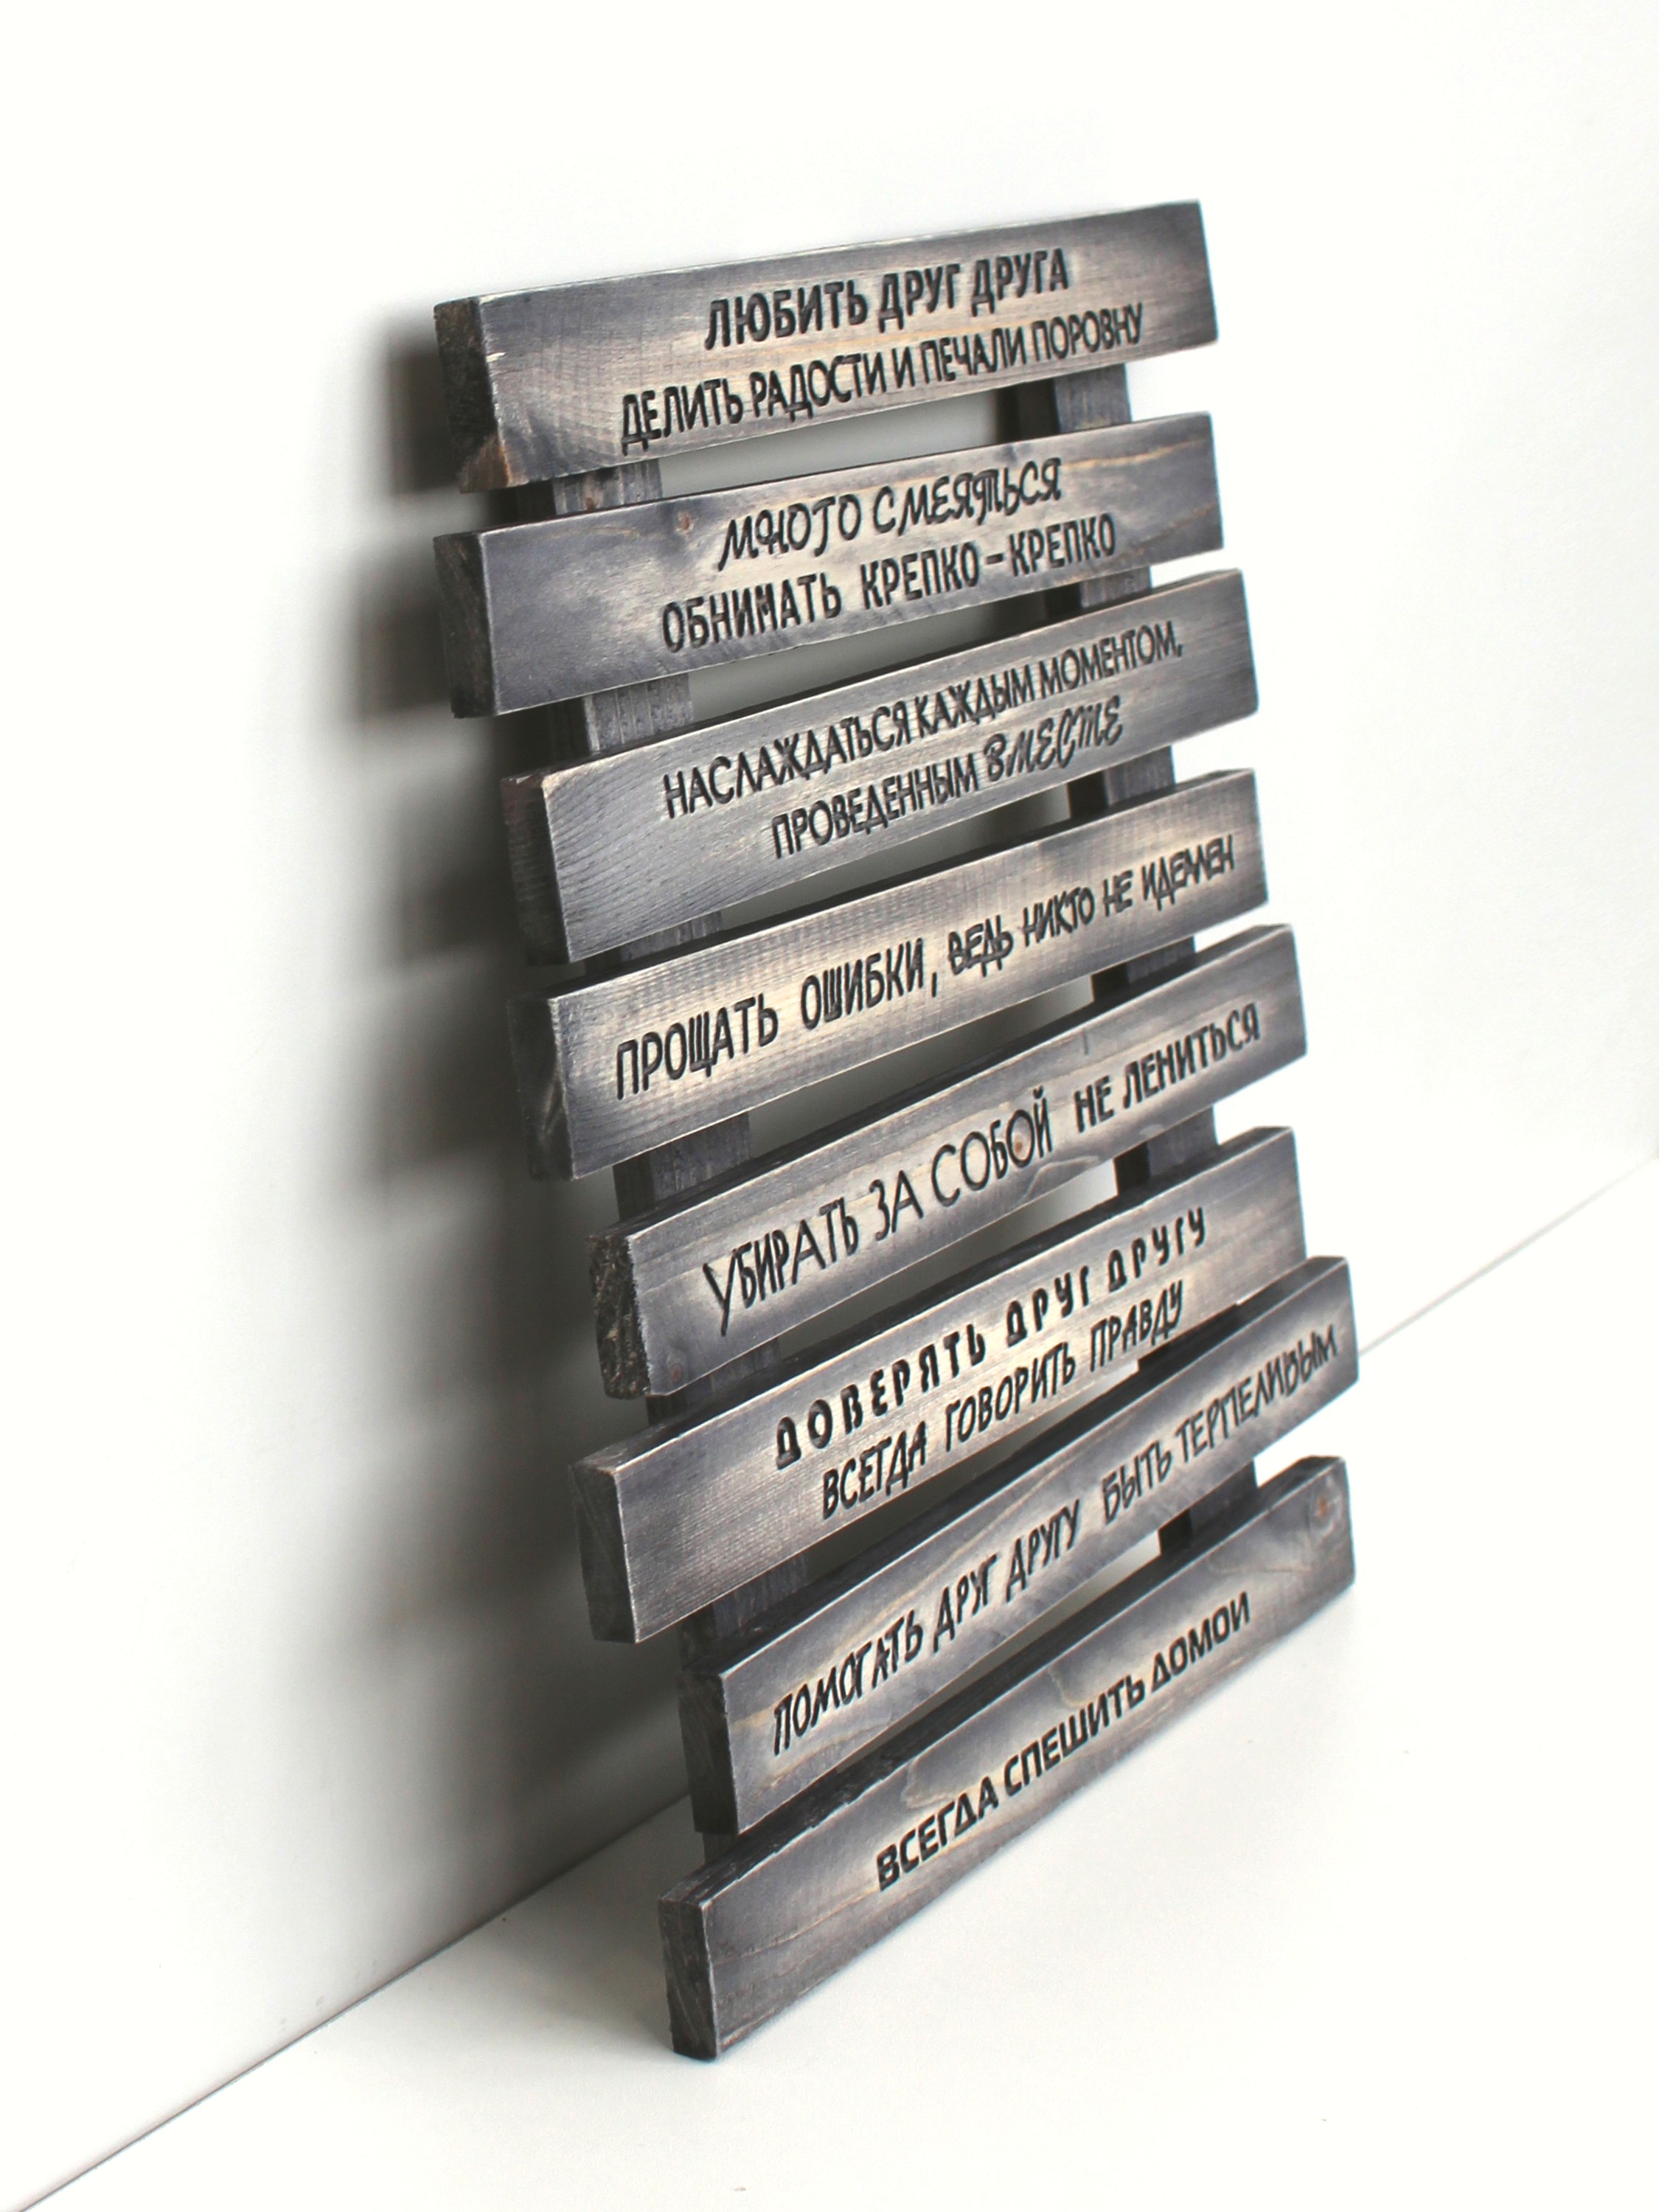 ЛЮБИТЬ ДРУГ ДРУГА
ДЕЛИТЬ РАДОСТИ И ПЕЧАЛИ ПОРОВНУ
МНОГО СМЕЯТЬСЯ
ОБНИМАТЬ КРЕПКО-КРЕПКО
НАСЛАЖДАТЬСЯ КАЖДЫМ МОМЕНТОМ,
ПРОВЕДЕННЫМ ВМЕСТЕ
ПРОЩАТЬ ОШИБКИ, ВЕДЬ НИКТО НЕ ИДЕАЛЕН
УБИРАТЬ ЗА СОБОЙ НЕ ЛЕНИТЬСЯ
ДОВЕРЯТЬ ДРУГ ДРУГУ
ВСЕГДА ГОВОРИТЬ ПРАВДУ
ПОМОГАТЬ ДРУГ ДРУГУ БЫТЬ ТЕРПЕЛИВЫМ
ВСЕГДА СПЕШИТЬ ДОМОЙ